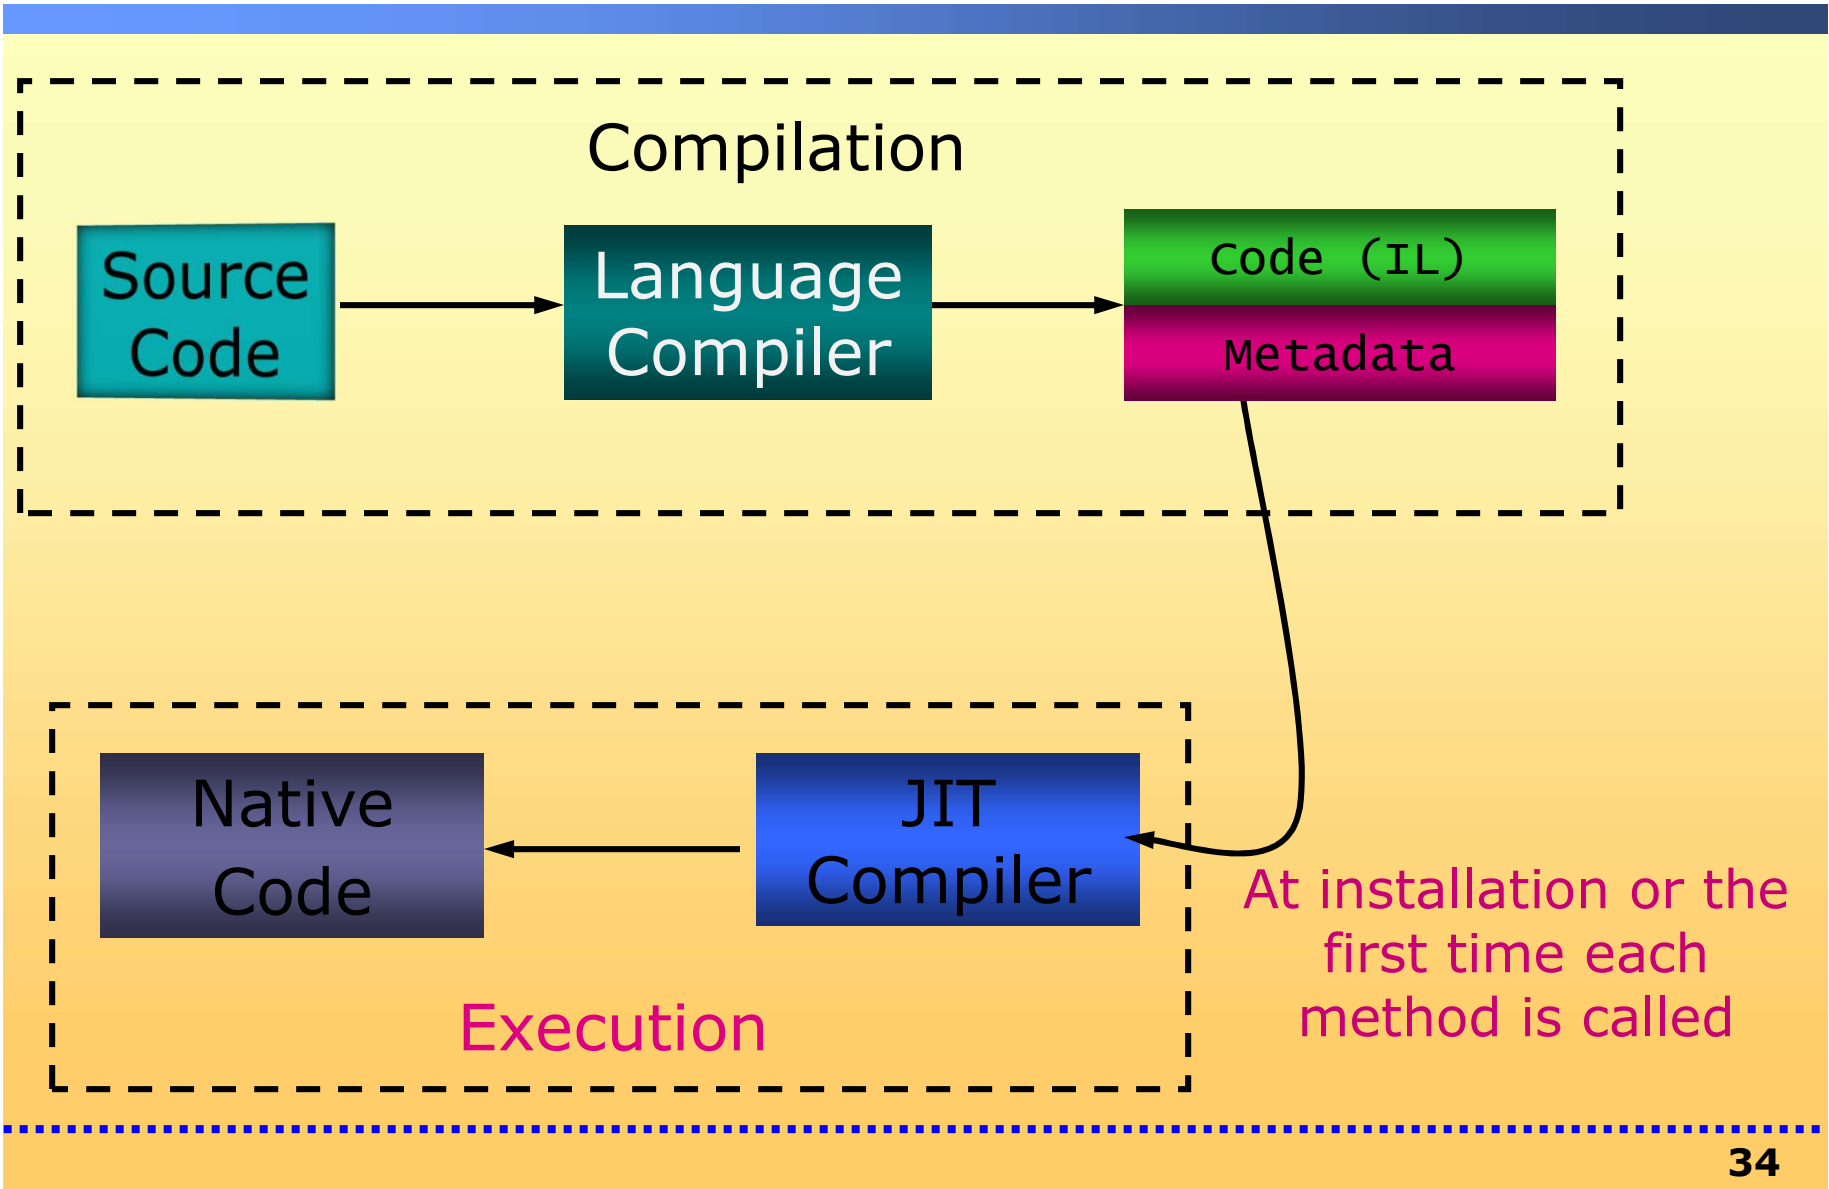 Compilation
Source
Code
Language
Compiler
Code (IL)
Metadata
Native
Code
JIT
Compiler
At installation or the
first time each
method is called
Execution
34